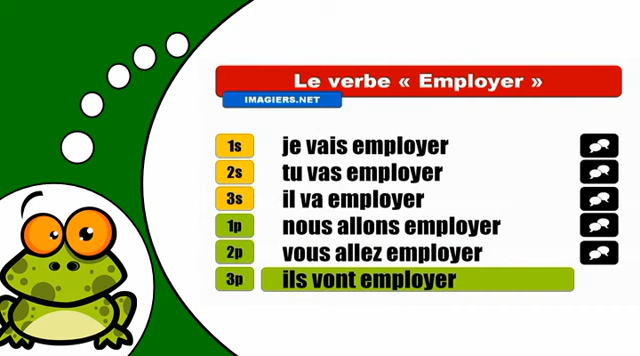 Le verbe « Employer »
IMAGIERS.NET
1s je vais employer
2s tu vas employer
3s il va employer
1p nous allons employer
2p vous allez employer
3p ils vont employer